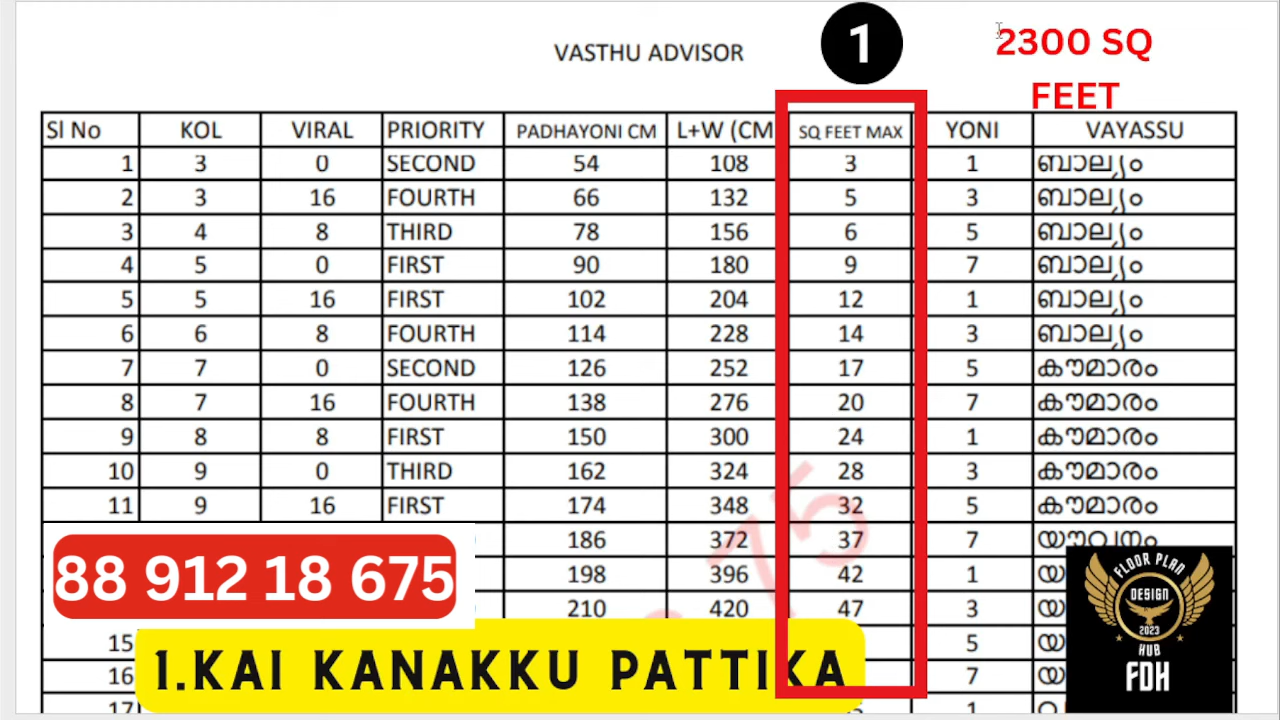 1
2300 SQ
FEET
VASTHU ADVISOR
Sl No KOL VIRAL PRIORITY PADHAYONI CM L+W (CM SQ FEET MAX YONI VAYASSU
1 3 0 SECOND 54 108 3 1 ബാല്യം
2 3 16 FOURTH 66 132 5 3 ബാല്യം
3 4 8 THIRD 78 156 6 5 ബാല്യം
4 5 0 FIRST 90 180 9 7 ബാല്യം
5 5 16 FIRST 102 204 12 1 ബാല്യം
6 6 8 FOURTH 114 228 14 3 ബാല്യം
7 7 0 SECOND 126 252 17 5 കൗമാരം
8 7 16 FOURTH 138 276 20 7 കൗമാരം
9 8 8 FIRST 150 300 24 1 കൗമാരം
10 9 0 THIRD 162 324 28 3 കൗമാരം
11 9 16 FIRST 174 348 32 5 കൗമാരം
186 372 37 7 യൗവനം
198 396 42 1
210 420 47 3
15 5
16 7
17 1
75
88 912 18 675
1.KAI KANAKKU PATTIKA
FLOOR PLAN
DESIGN
2023
HUB
FDH